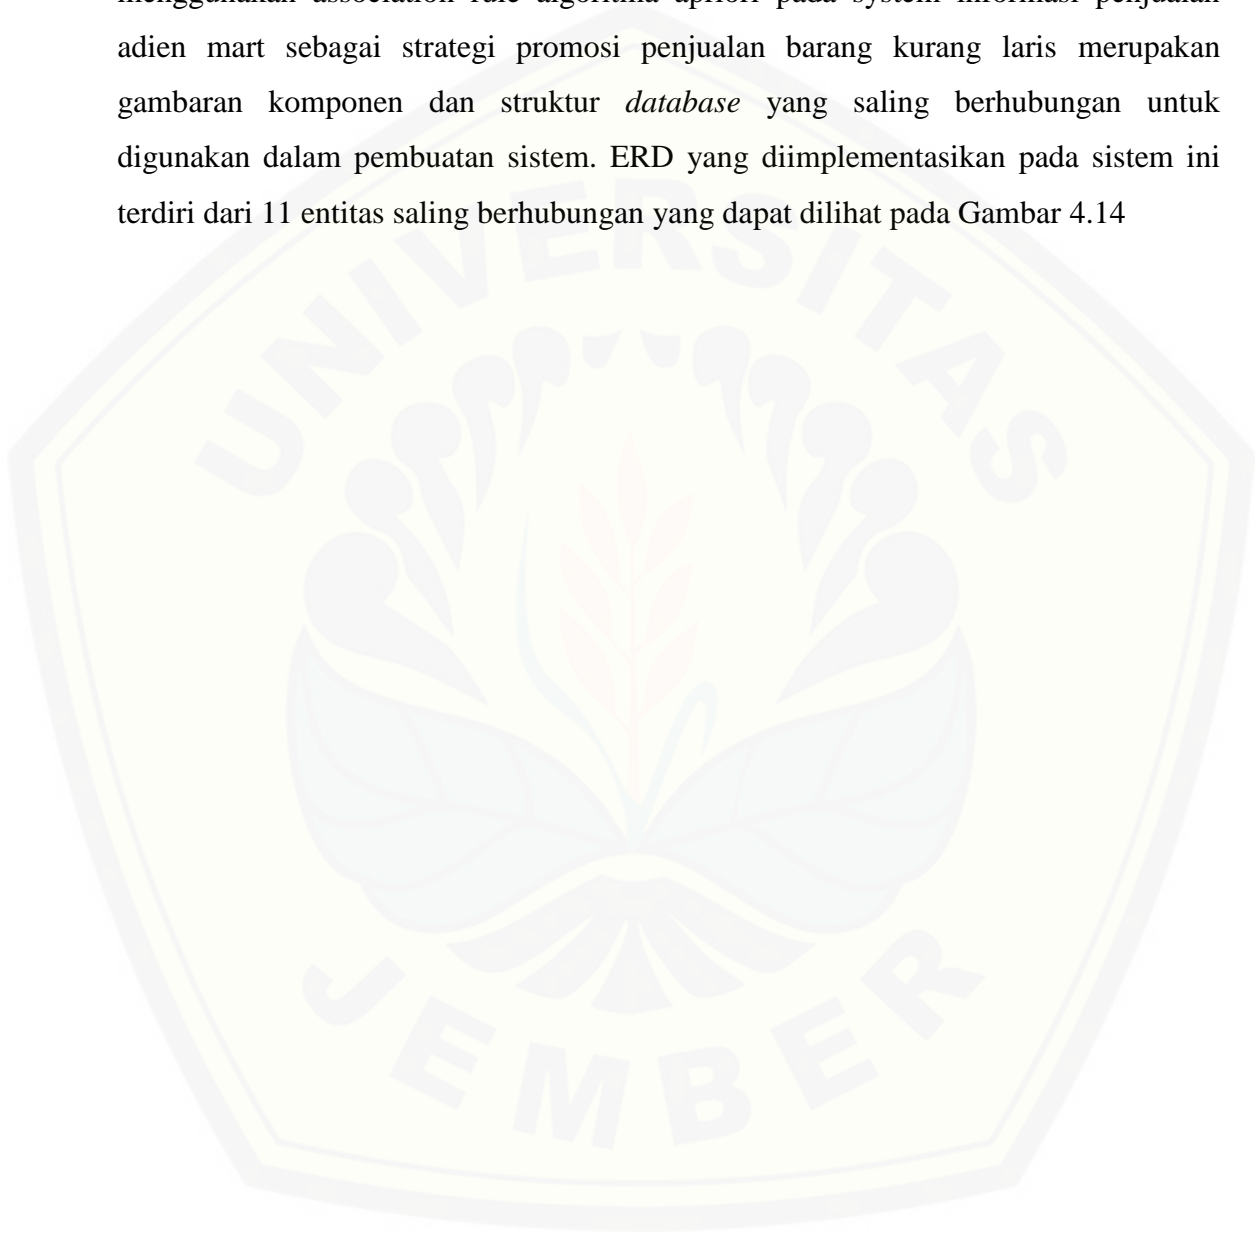 menggunakan association rule algoritma apriori pada system informasi penjualan
adien mart sebagai strategi promosi penjualan barang kurang laris merupakan
gambaran komponen dan struktur database yang saling berhubungan untuk
digunakan dalam pembuatan sistem. ERD yang diimplementasikan pada sistem ini
terdiri dari 11 entitas saling berhubungan yang dapat dilihat pada Gambar 4.14
UNIVERSITAS
JEMBER